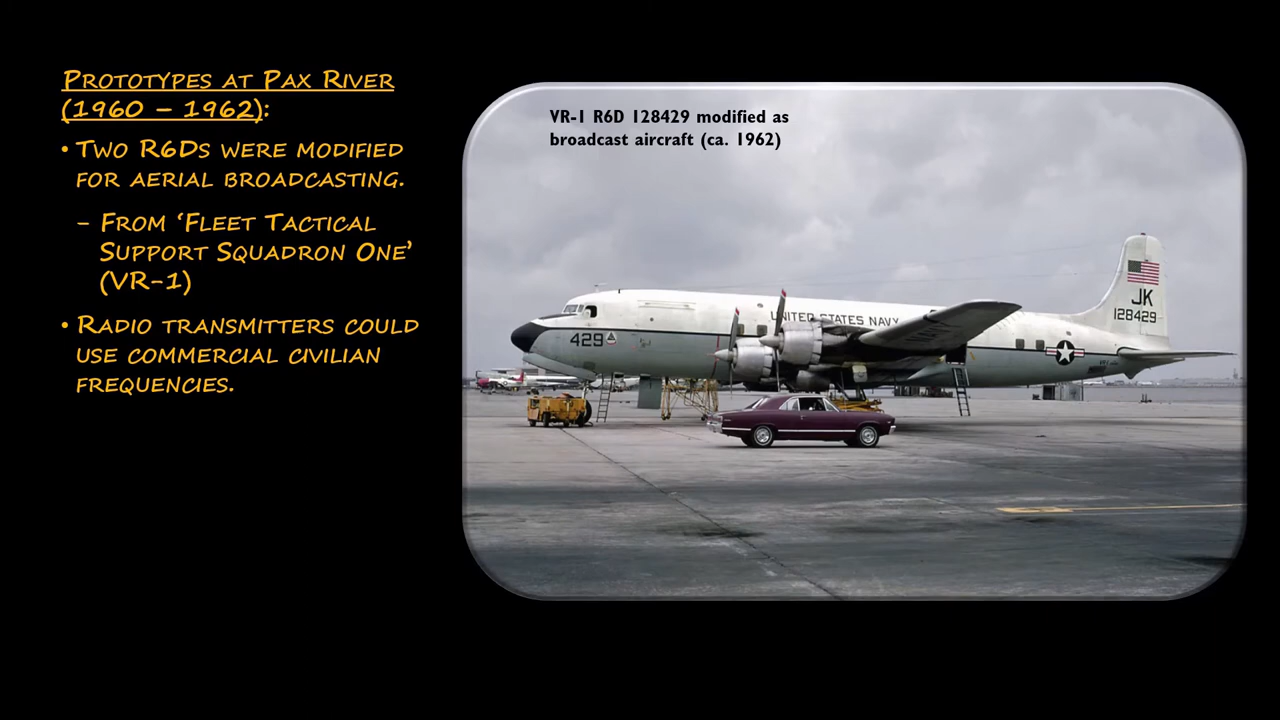 Prototypes at Pax River
(1960 – 1962):
• Two R6Ds were modified
for aerial broadcasting.
– From ‘Fleet Tactical
Support Squadron One’
(VR-1)
• Radio transmitters could
use commercial civilian
frequencies.
VR-1 R6D 128429 modified as
broadcast aircraft (ca. 1962)
JK
128429
UNITED STATES NAVY
429